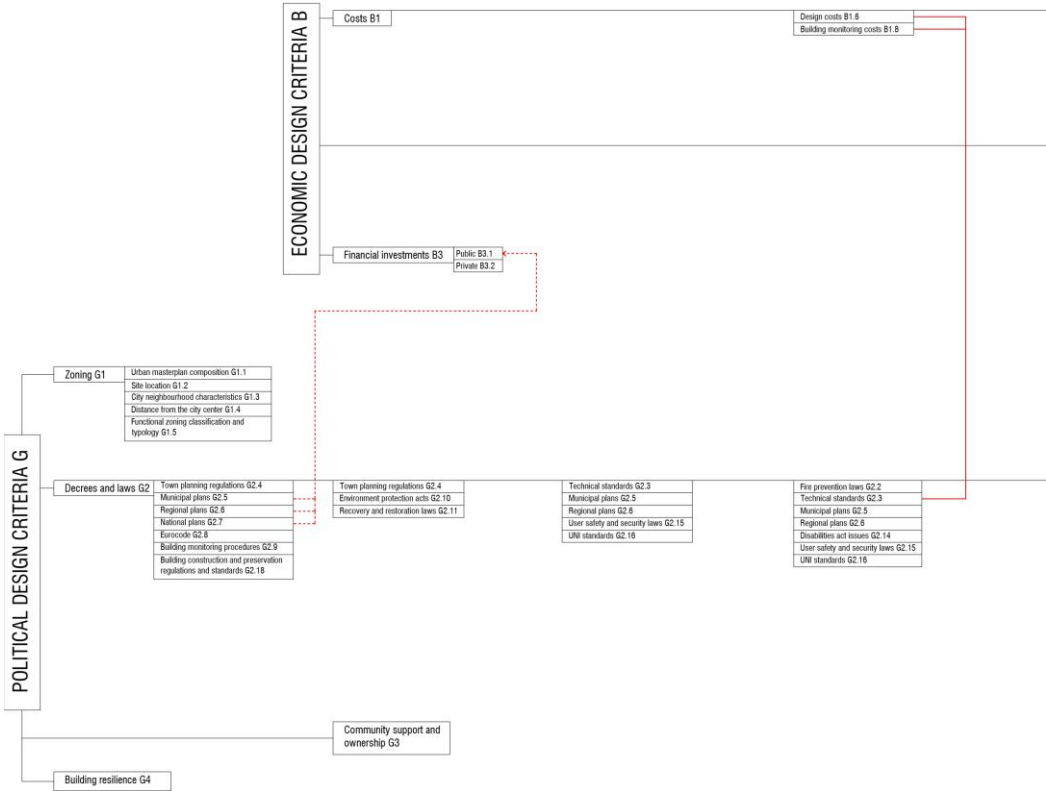 ECONOMIC DESIGN CRITERIA B
Costs B1
Design costs B1.6
Building monitoring costs B1.8
Financial investments B3
Public B3.1
Private B3.2
POLITICAL DESIGN CRITERIA G
Zoning G1
Urban masterplan composition G1.1
Site location G1.2
City neighbourhood characteristics G1.3
Distance from the city center G1.4
Functional zoning classification and
typology G1.5
Decrees and laws G2
Town planning regulations G2.4
Municipal plans G2.5
Regional plans G2.6
National plans G2.7
Eurocode G2.8
Building monitoring procedures G2.9
Building construction and preservation
regulations and standards G2.18
Town planning regulations G2.4
Environment protection acts G2.10
Recovery and restoration laws G2.11
Technical standards G2.3
Municipal plans G2.5
Regional plans G2.6
User safety and security laws G2.15
UNI standards G2.16
Fire prevention laws G2.2
Technical standards G2.3
Municipal plans G2.5
Regional plans G2.6
Disabilities act issues G2.14
User safety and security laws G2.15
UNI standards G2.16
Community support and
ownership G3
Building resilience G4